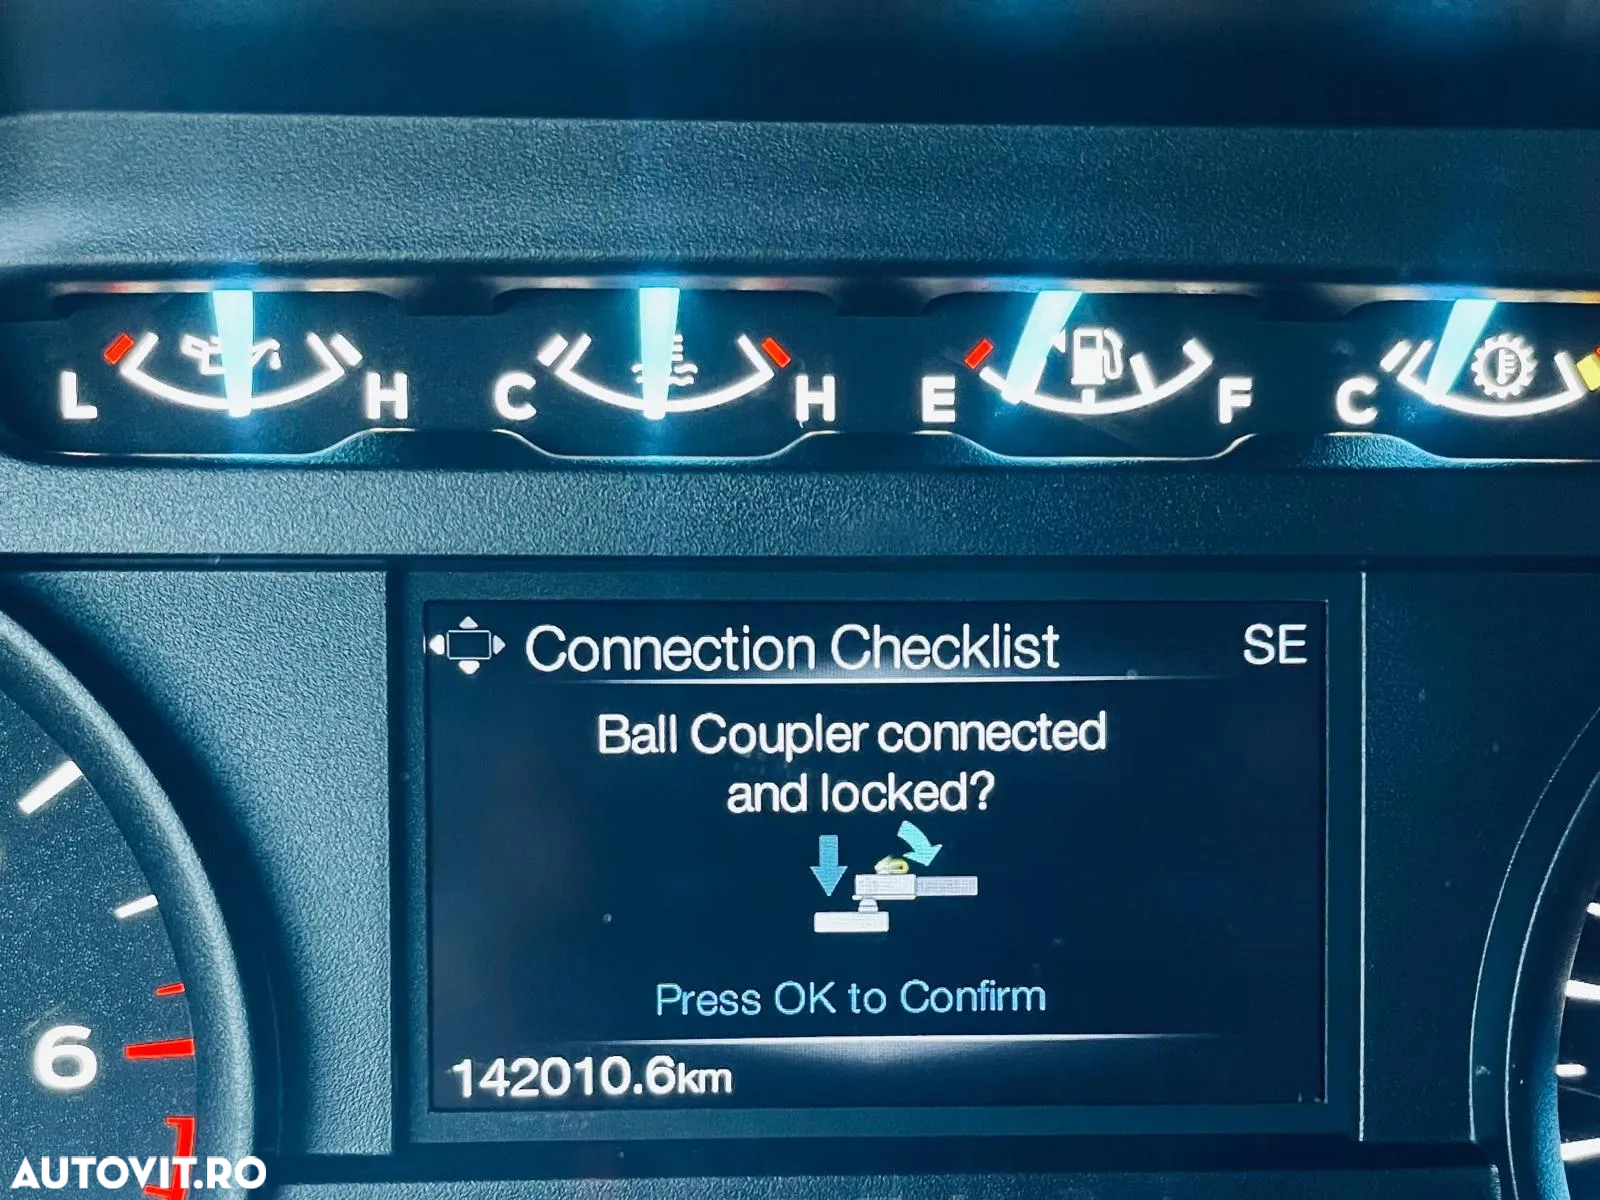 L H C H E F C
Connection Checklist SE
Ball Coupler connected
and locked?
Press OK to Confirm
142010.6km
6
AUTOVIT.RO